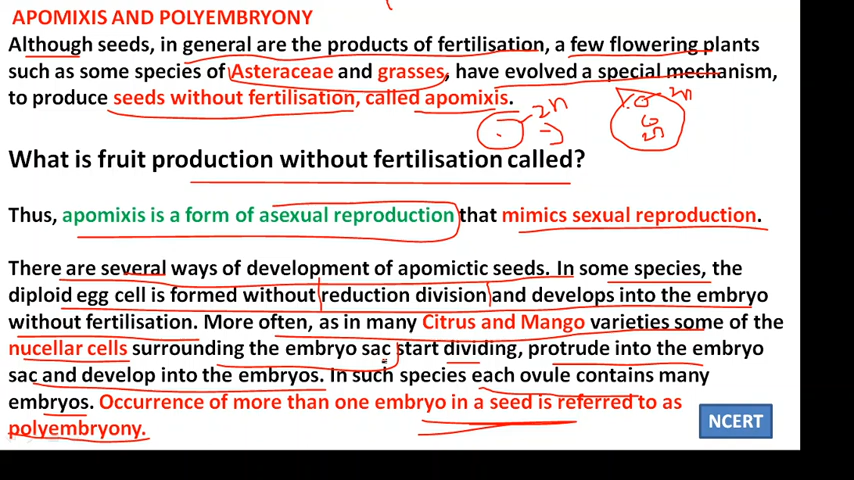 APOMIXIS AND POLYEMBRYONY
Although seeds, in general are the products of fertilisation, a few flowering plants
such as some species of Asteraceae and grasses, have evolved a special mechanism,
to produce seeds without fertilisation, called apomixis.
2n
2n
2n
What is fruit production without fertilisation called?
Thus, apomixis is a form of asexual reproduction that mimics sexual reproduction.
There are several ways of development of apomictic seeds. In some species, the
diploid egg cell is formed without reduction division and develops into the embryo
without fertilisation. More often, as in many Citrus and Mango varieties some of the
nucellar cells surrounding the embryo sac start dividing, protrude into the embryo
sac and develop into the embryos. In such species each ovule contains many
embryos. Occurrence of more than one embryo in a seed is referred to as
polyembryony.
NCERT